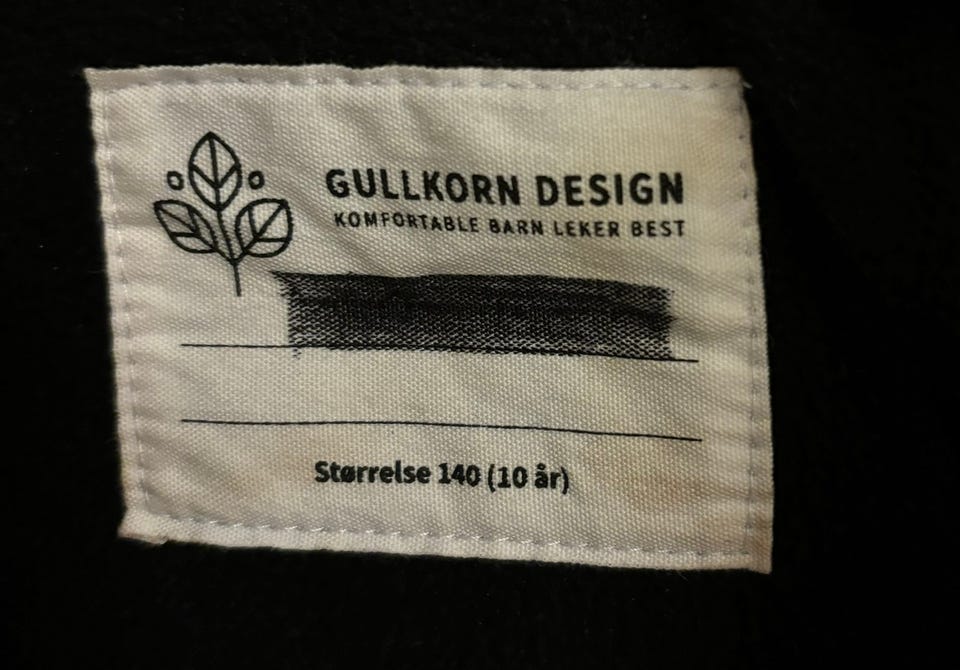 GULLKORN DESIGN
KOMFORTABLE BARN LEKER BEST
Størrelse 140 (10 år)